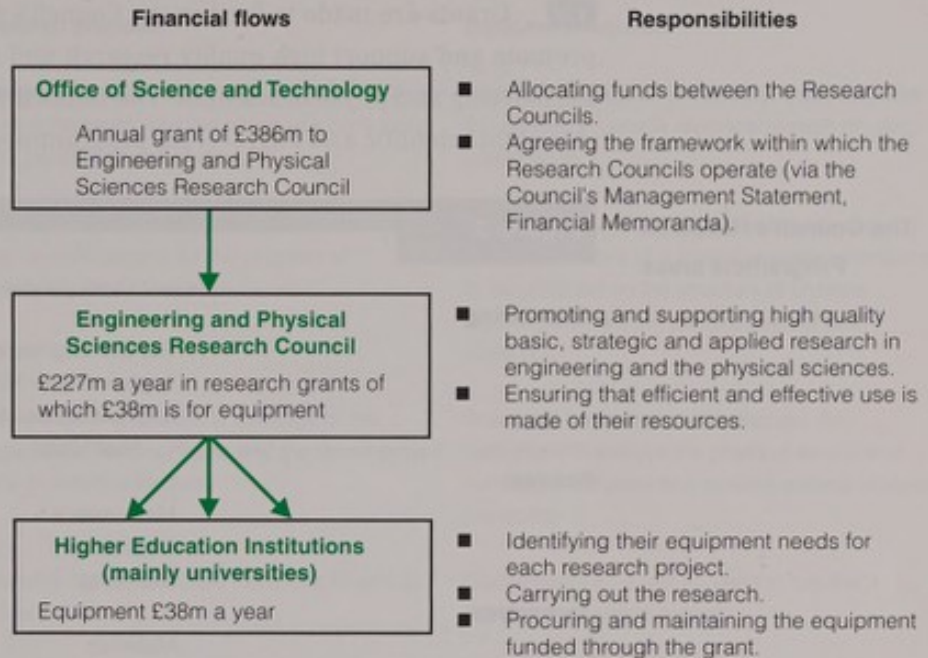 Financial flows
Responsibilities
Office of Science and Technology
Annual grant of £386m to
Engineering and Physical
Sciences Research Council
■ Allocating funds between the Research
Councils.
■ Agreeing the framework within which the
Research Councils operate (via the
Council's Management Statement,
Financial Memoranda).
Engineering and Physical
Sciences Research Council
£227m a year in research grants of
which £38m is for equipment
■ Promoting and supporting high quality
basic, strategic and applied research in
engineering and the physical sciences.
■ Ensuring that efficient and effective use is
made of their resources.
Higher Education Institutions
(mainly universities)
Equipment £38m a year
■ Identifying their equipment needs for
each research project.
■ Carrying out the research.
■ Procuring and maintaining the equipment
funded through the grant.